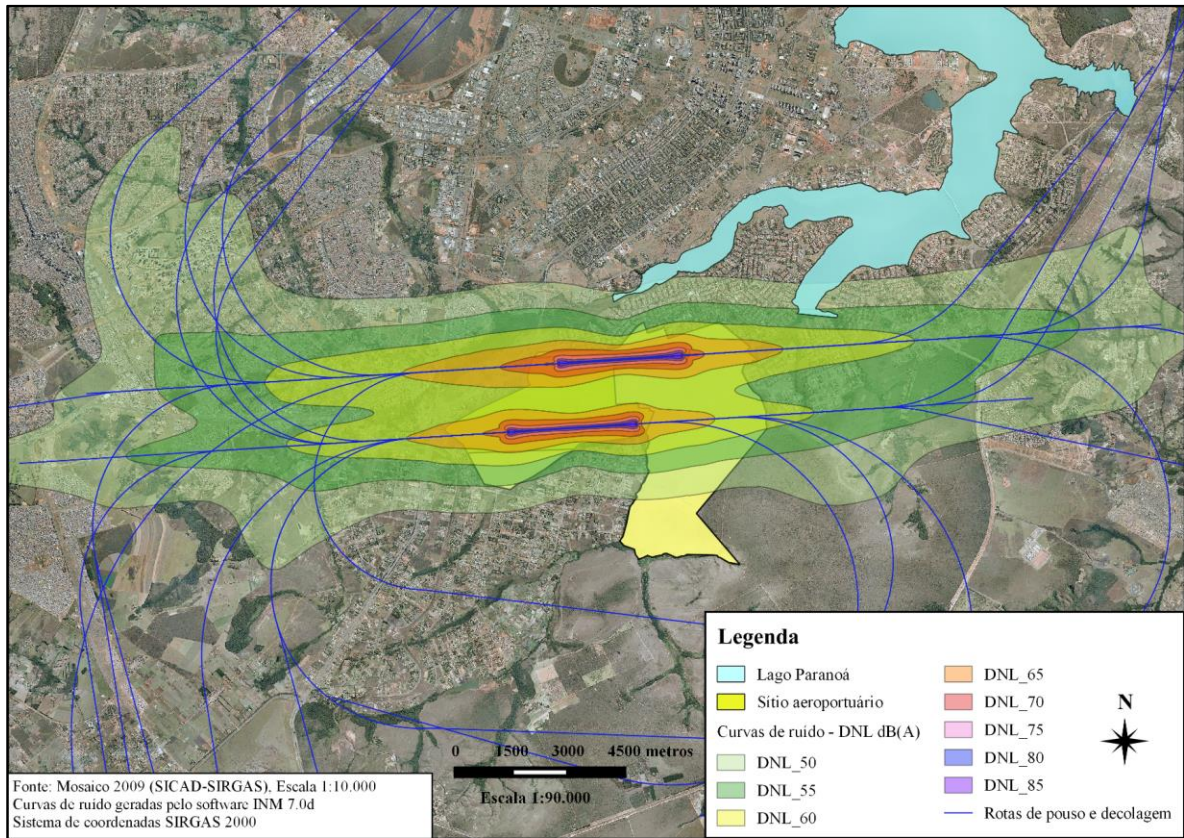 Legenda
Lago Paranoá
Sítio aeroportuário
Curvas de ruído - DNL dB(A)
DNL_50
DNL_55
DNL_60
DNL_65
DNL_70
DNL_75
DNL_80
DNL_85
Rotas de pouso e decolagem
N
0 1500 3000 4500 metros
Escala 1:90.000
Fonte: Mosaico 2009 (SICAD-SIRGAS), Escala 1:10.000
Curvas de ruído geradas pelo software INM 7.0d
Sistema de coordenadas SIRGAS 2000